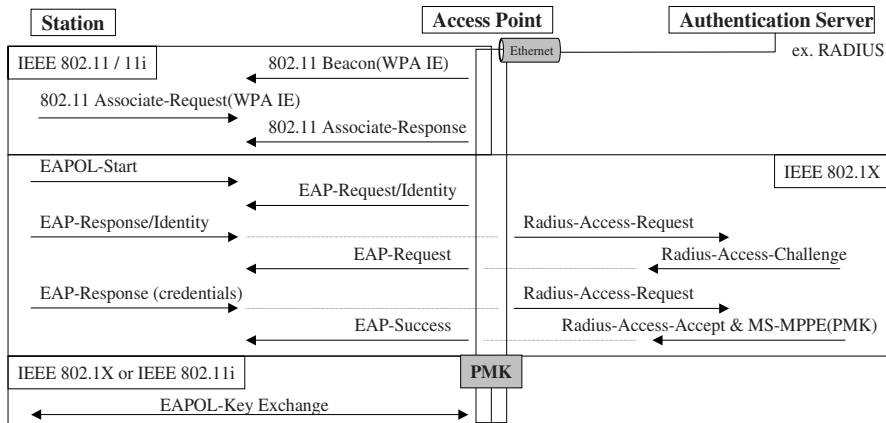 Station
Access Point
Authentication Server
Ethernet
ex. RADIUS
IEEE 802.11 / 11i
802.11 Beacon(WPA IE)
802.11 Associate-Request(WPA IE)
802.11 Associate-Response
EAPOL-Start
IEEE 802.1X
EAP-Request/Identity
EAP-Response/Identity
Radius-Access-Request
EAP-Request
Radius-Access-Challenge
EAP-Response (credentials)
Radius-Access-Request
EAP-Success
Radius-Access-Accept & MS-MPPE(PMK)
IEEE 802.1X or IEEE 802.11i
PMK
EAPOL-Key Exchange